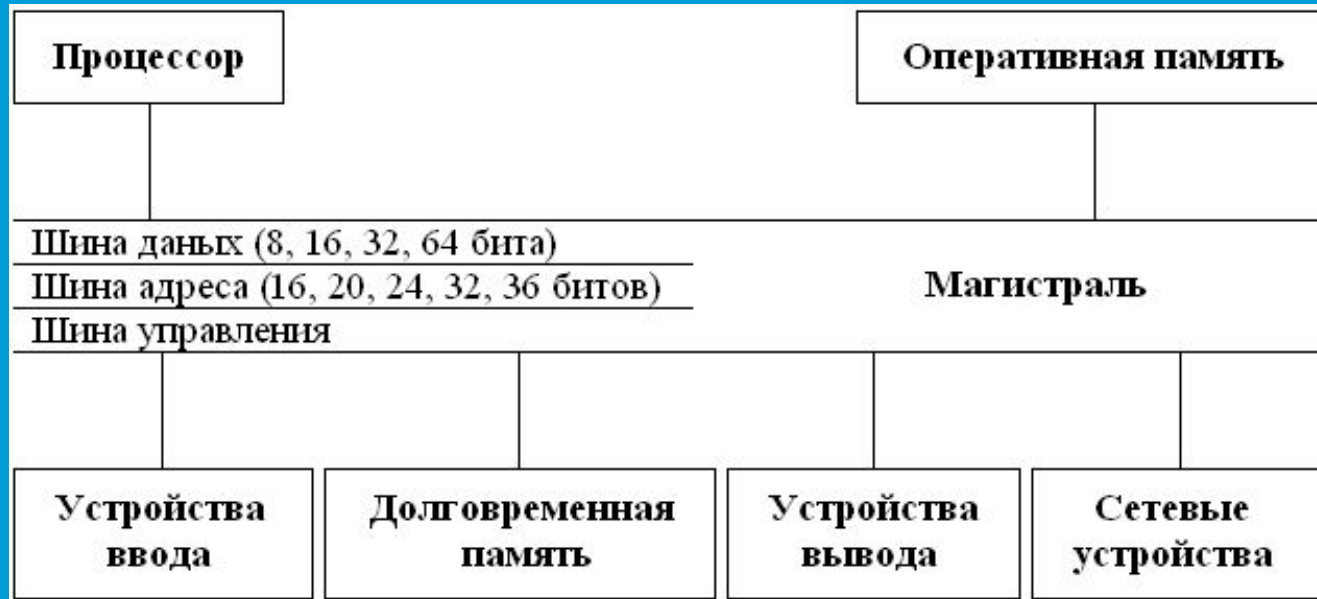 Процессор
Оперативная память
Шина даных (8, 16, 32, 64 бита)
Шина адреса (16, 20, 24, 32, 36 битов)
Шина управления
Магистраль
Устройства
ввода
Долговременная
память
Устройства
вывода
Сетевые
устройства